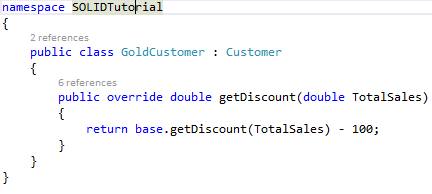 namespace SOLIDTutorial
{
2 references
public class GoldCustomer : Customer
{
6 references
public override double getDiscount(double TotalSales)
{
return base.getDiscount(TotalSales) - 100;
}
}
}